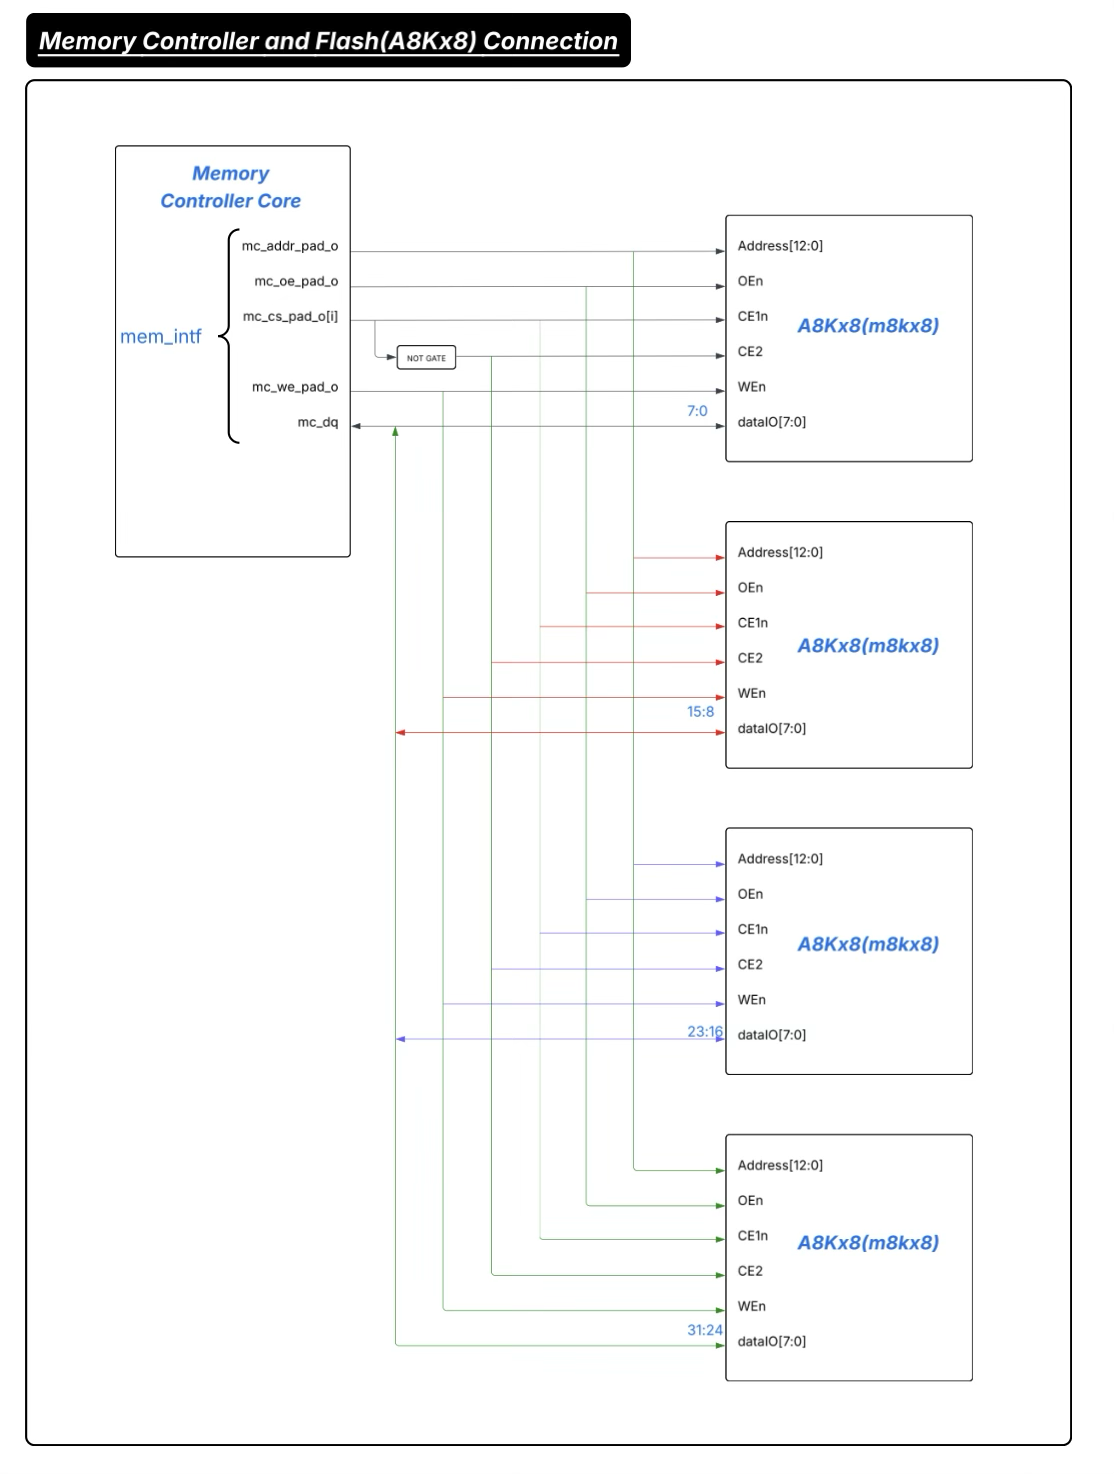 Memory Controller and Flash(A8Kx8) Connection
Memory
Controller Core
mc_addr_pad_o
mc_oe_pad_o
mc_cs_pad_o[i]
mem_intf
mc_we_pad_o
mc_dq
NOT GATE
Address[12:0]
OEn
CE1n
A8Kx8(m8kx8)
CE2
WEn
7:0
dataIO[7:0]
Address[12:0]
OEn
CE1n
A8Kx8(m8kx8)
CE2
WEn
15:8
dataIO[7:0]
Address[12:0]
OEn
CE1n
A8Kx8(m8kx8)
CE2
WEn
23:16
dataIO[7:0]
Address[12:0]
OEn
CE1n
A8Kx8(m8kx8)
CE2
WEn
31:24
dataIO[7:0]